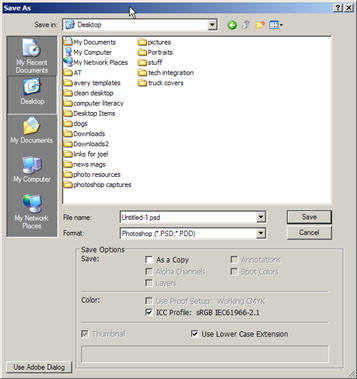 Save As
Save in: Desktop
My Recent Documents
Desktop
My Documents
My Computer
My Network Places
My Documents
My Computer
My Network Places
AT
avery templates
clean desktop
computer literacy
Desktop Items
dogs
Downloads
Downloads2
links for joel
news mags
photo resources
photoshop captures
pictures
Portraits
stuff
tech integration
truck covers
File name: Untitled-1.psd Save
Format: Photoshop (*.PSD;*.PDD) Cancel
Save Options
Save: As a Copy Annotations
Alpha Channels Spot Colors
Layers
Color: Use Proof Setup: Working CMYK
ICC Profile: sRGB IEC61966-2.1
Thumbnail Use Lower Case Extension
Use Adobe Dialog